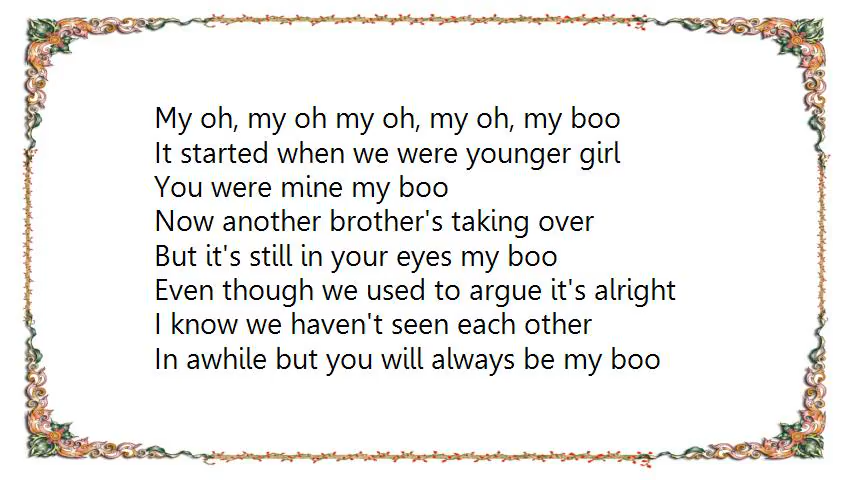 My oh, my oh my oh, my oh, my boo
It started when we were younger girl
You were mine my boo
Now another brother's taking over
But it's still in your eyes my boo
Even though we used to argue it's alright
I know we haven't seen each other
In awhile but you will always be my boo